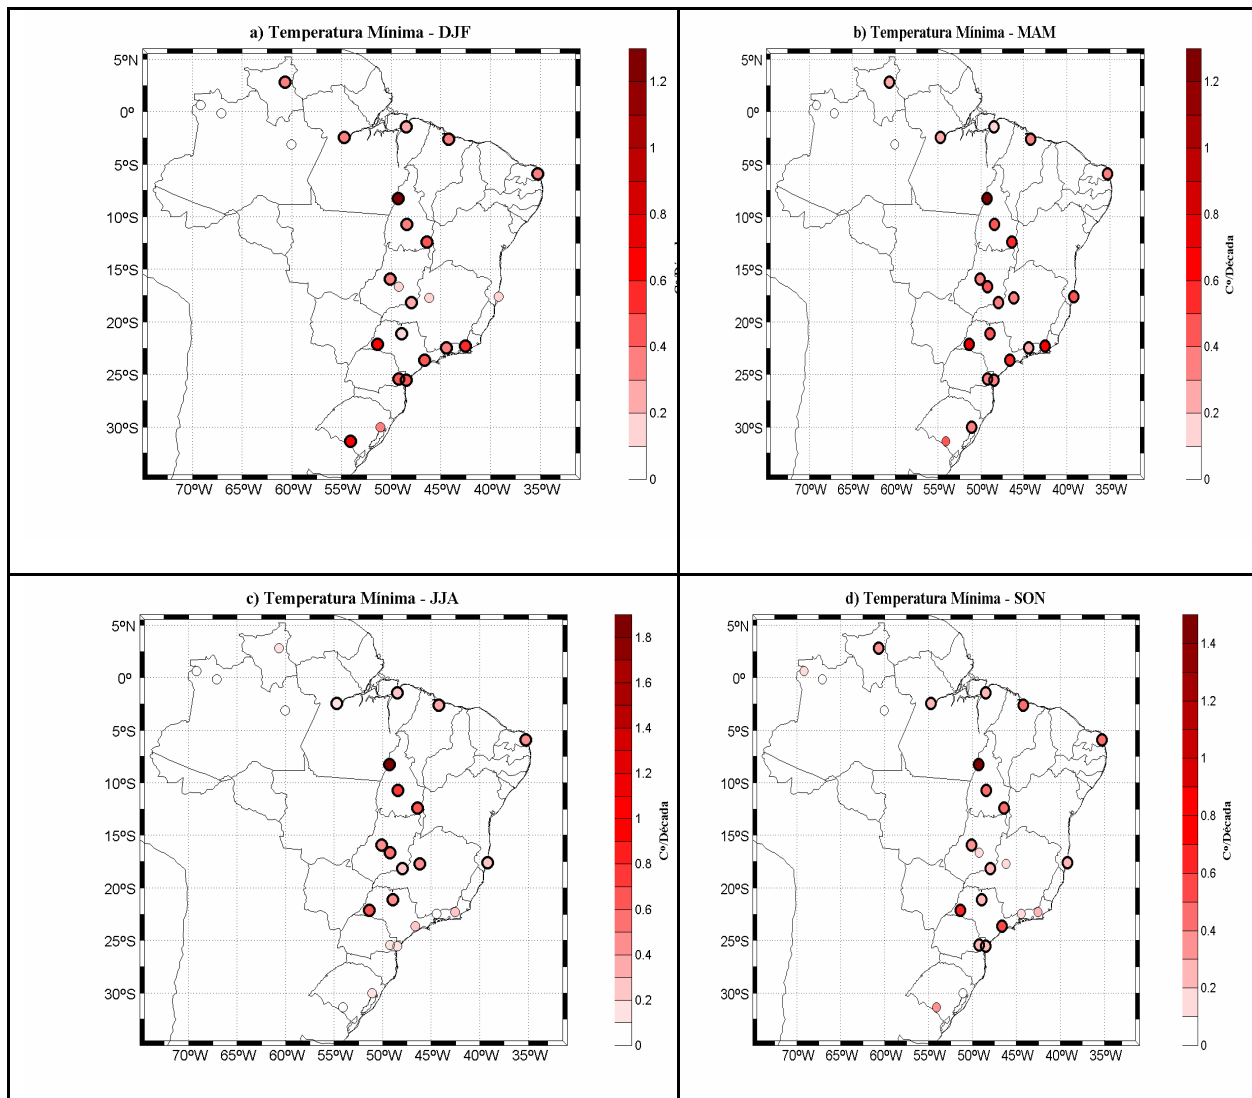 a) Temperatura Mínima - DJF
5ºN
0º
5ºS
10ºS
15ºS
20ºS
25ºS
30ºS
70ºW 65ºW 60ºW 55ºW 50ºW 45ºW 40ºW 35ºW
1.2
1
0.8
0.6
0.4
0.2
0
b) Temperatura Mínima - MAM
5ºN
0º
5ºS
10ºS
15ºS
20ºS
25ºS
30ºS
70ºW 65ºW 60ºW 55ºW 50ºW 45ºW 40ºW 35ºW
1.2
1
0.8
0.6
0.4
0.2
0
Cº/Década
c) Temperatura Mínima - JJA
5ºN
0º
5ºS
10ºS
15ºS
20ºS
25ºS
30ºS
70ºW 65ºW 60ºW 55ºW 50ºW 45ºW 40ºW 35ºW
1.8
1.6
1.4
1.2
1
0.8
0.6
0.4
0.2
0
Cº/Década
d) Temperatura Mínima - SON
5ºN
0º
5ºS
10ºS
15ºS
20ºS
25ºS
30ºS
70ºW 65ºW 60ºW 55ºW 50ºW 45ºW 40ºW 35ºW
1.4
1.2
1
0.8
0.6
0.4
0.2
0
Cº/Década